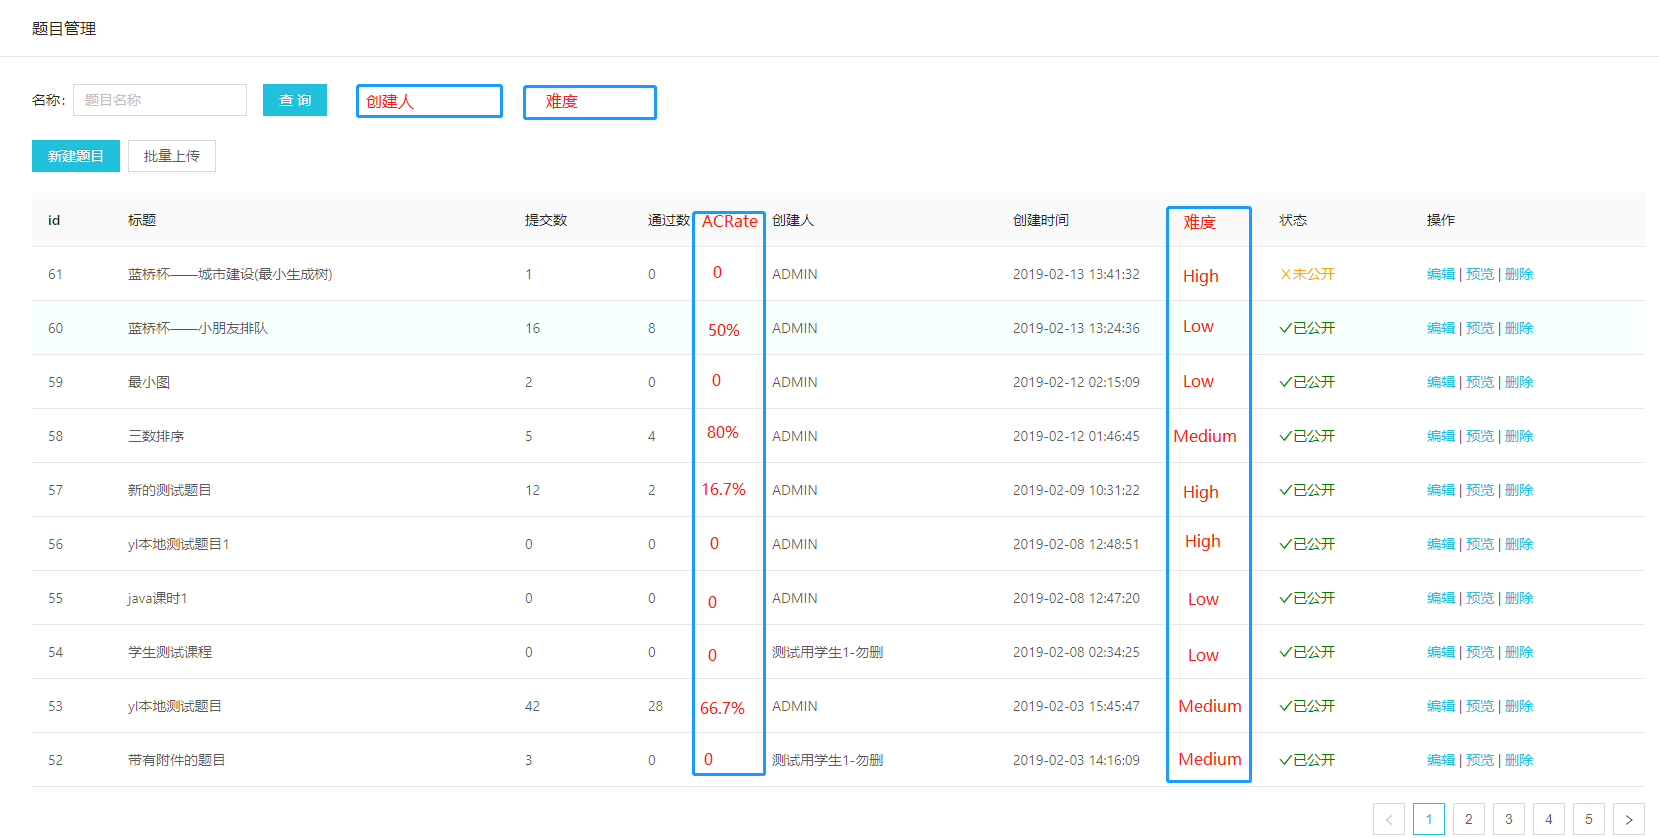 题目管理
名称: 题目名称 查 询 创建人 难度
新建题目 批量上传
id 标题 提交数 通过数 ACRate 创建人 创建时间 难度 状态 操作
61 蓝桥杯——城市建设(最小生成树) 1 0 0 ADMIN 2019-02-13 13:41:32 High 未公开 编辑 | 预览 | 删除
60 蓝桥杯——小朋友排队 16 8 50% ADMIN 2019-02-13 13:24:36 Low 已公开 编辑 | 预览 | 删除
59 最小图 2 0 0 ADMIN 2019-02-12 02:15:09 Low 已公开 编辑 | 预览 | 删除
58 三数排序 5 4 80% ADMIN 2019-02-12 01:46:45 Medium 已公开 编辑 | 预览 | 删除
57 新的测试题目 12 2 16.7% ADMIN 2019-02-09 10:31:22 High 已公开 编辑 | 预览 | 删除
56 yl本地测试题目1 0 0 0 ADMIN 2019-02-08 12:48:51 High 已公开 编辑 | 预览 | 删除
55 java课时1 0 0 0 ADMIN 2019-02-08 12:47:20 Low 已公开 编辑 | 预览 | 删除
54 学生测试课程 0 0 0 测试用学生1-勿删 2019-02-08 02:34:25 Low 已公开 编辑 | 预览 | 删除
53 yl本地测试题目 42 28 66.7% ADMIN 2019-02-03 15:45:47 Medium 已公开 编辑 | 预览 | 删除
52 带有附件的题目 3 0 0 测试用学生1-勿删 2019-02-03 14:16:09 Medium 已公开 编辑 | 预览 | 删除
< 1 2 3 4 5 >